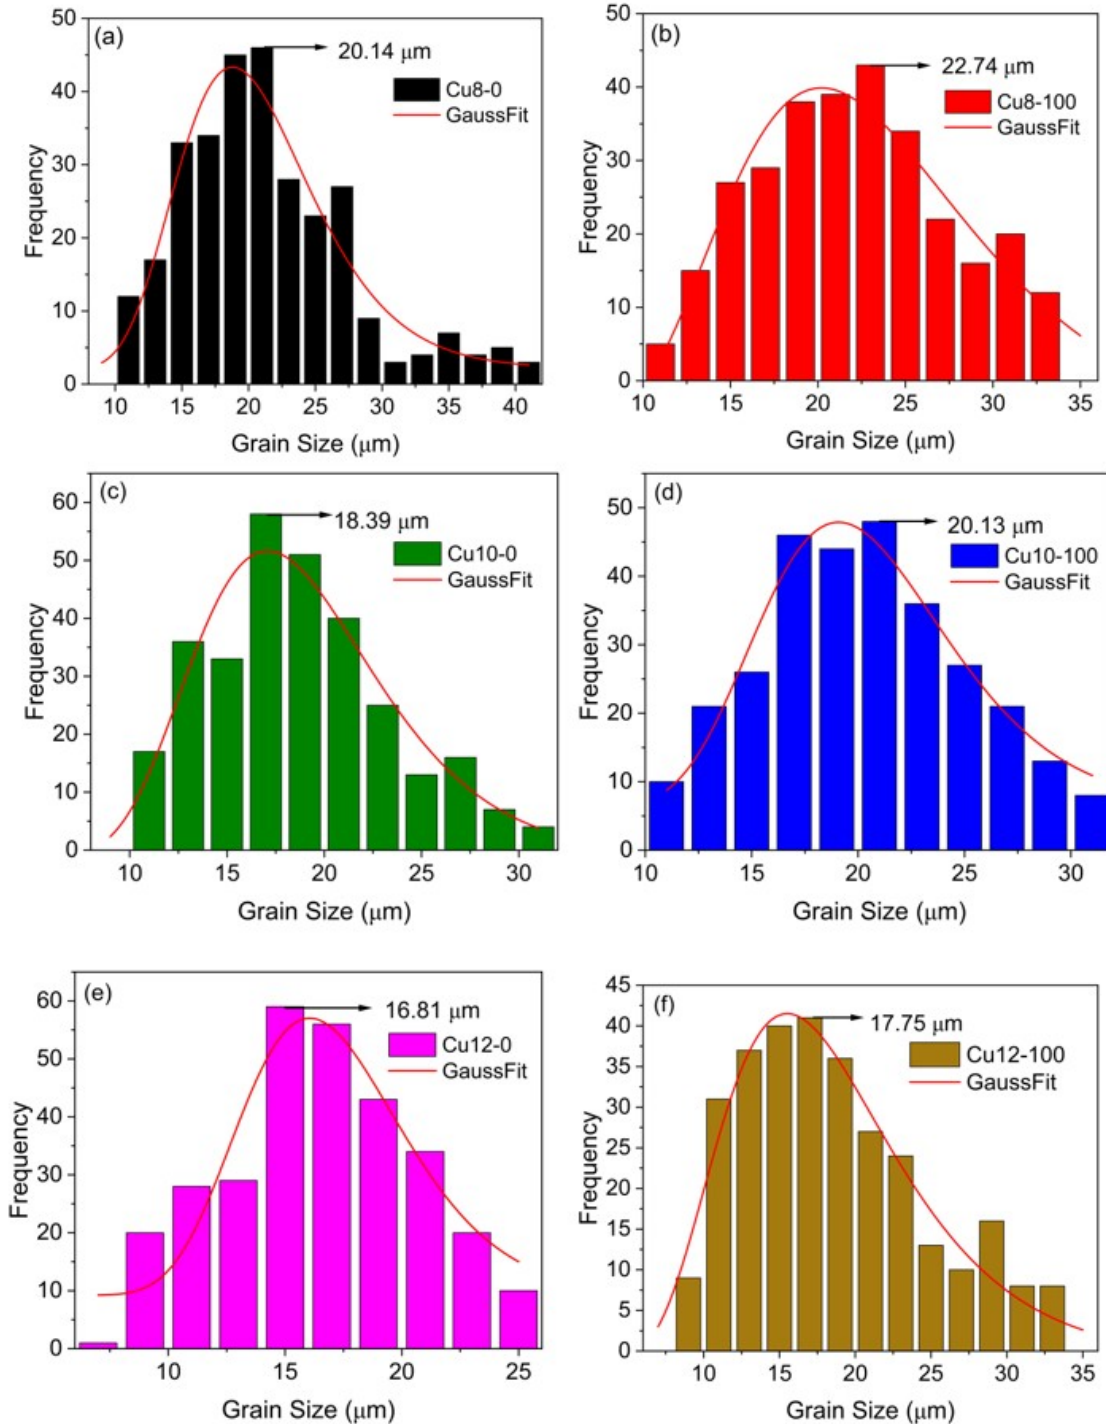 (a)
50
40
30
20
10
0
Frequency
20.14 μm
Cu8-0
GaussFit
10 15 20 25 30 35 40
Grain Size (μm)
(b)
50
40
30
20
10
0
Frequency
22.74 μm
Cu8-100
GaussFit
10 15 20 25 30 35
Grain Size (μm)
(c)
60
50
40
30
20
10
0
Frequency
18.39 μm
Cu10-0
GaussFit
10 15 20 25 30
Grain Size (μm)
(d)
50
40
30
20
10
0
Frequency
20.13 μm
Cu10-100
GaussFit
10 15 20 25 30
Grain Size (μm)
(e)
60
50
40
30
20
10
0
Frequency
16.81 μm
Cu12-0
GaussFit
10 15 20 25
Grain Size (μm)
(f)
45
40
35
30
25
20
15
10
5
0
Frequency
17.75 μm
Cu12-100
GaussFit
10 15 20 25 30 35
Grain Size (μm)